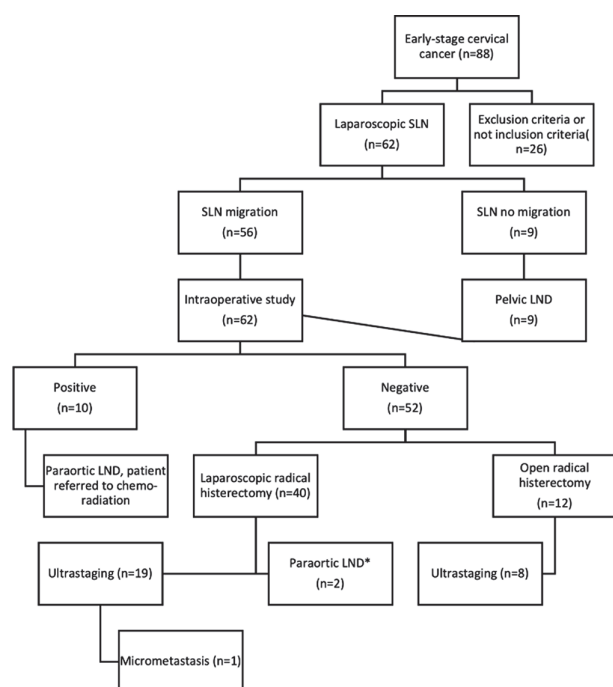 Early-stage cervical
cancer (n=88)
Laparoscopic SLN
(n=62)
Exclusion criteria or
not inclusion criteria(
n=26)
SLN migration
(n=56)
SLN no migration
(n=9)
Intraoperative study
(n=62)
Pelvic LND
(n=9)
Positive
(n=10)
Negative
(n=52)
Paraortic LND, patient
referred to chemo-
radiation
Laparoscopic radical
histerectomy (n=40)
Open radical
histerectomy
(n=12)
Ultrastaging (n=19)
Paraortic LND*
(n=2)
Ultrastaging (n=8)
Micrometastasis (n=1)